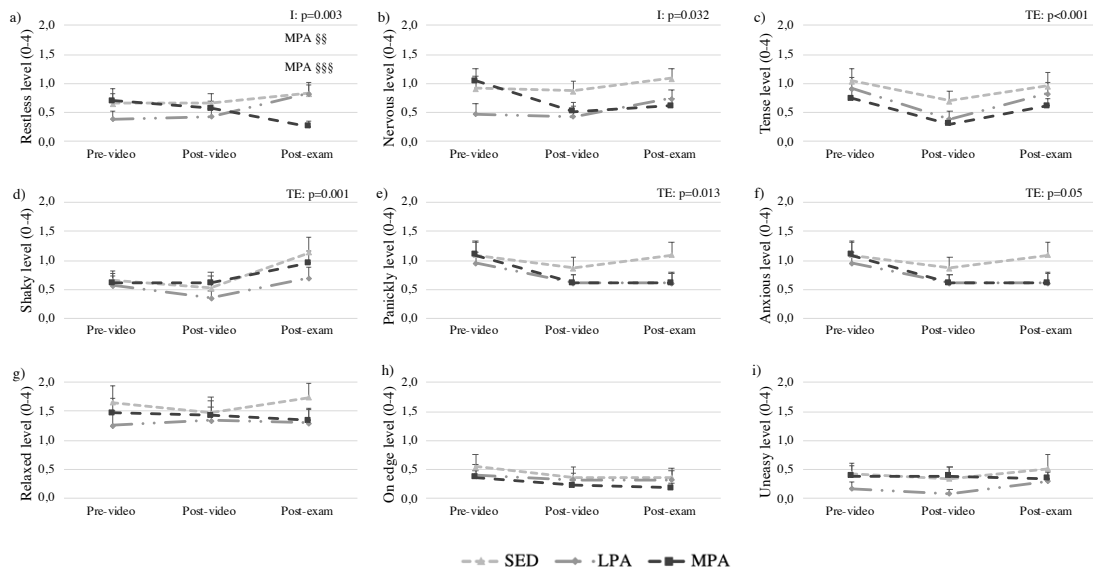 a)
I: p=0.003
MPA §§
MPA §§§
Restless level (0-4)
2,0
1,5
1,0
0,5
0,0
Pre-video Post-video Post-exam
b)
I: p=0.032
Nervous level (0-4)
2,0
1,5
1,0
0,5
0,0
Pre-video Post-video Post-exam
c)
TE: p<0.001
Tense level (0-4)
2,0
1,5
1,0
0,5
0,0
Pre-video Post-video Post-exam
d)
TE: p=0.001
Shaky level (0-4)
2,0
1,5
1,0
0,5
0,0
Pre-video Post-video Post-exam
e)
TE: p=0.013
Panickly level (0-4)
2,0
1,5
1,0
0,5
0,0
Pre-video Post-video Post-exam
f)
TE: p=0.05
Anxious level (0-4)
2,0
1,5
1,0
0,5
0,0
Pre-video Post-video Post-exam
g)
Relaxed level (0-4)
2,0
1,5
1,0
0,5
0,0
Pre-video Post-video Post-exam
h)
On edge level (0-4)
2,0
1,5
1,0
0,5
0,0
Pre-video Post-video Post-exam
i)
Uneasy level (0-4)
2,0
1,5
1,0
0,5
0,0
Pre-video Post-video Post-exam
SED LPA MPA